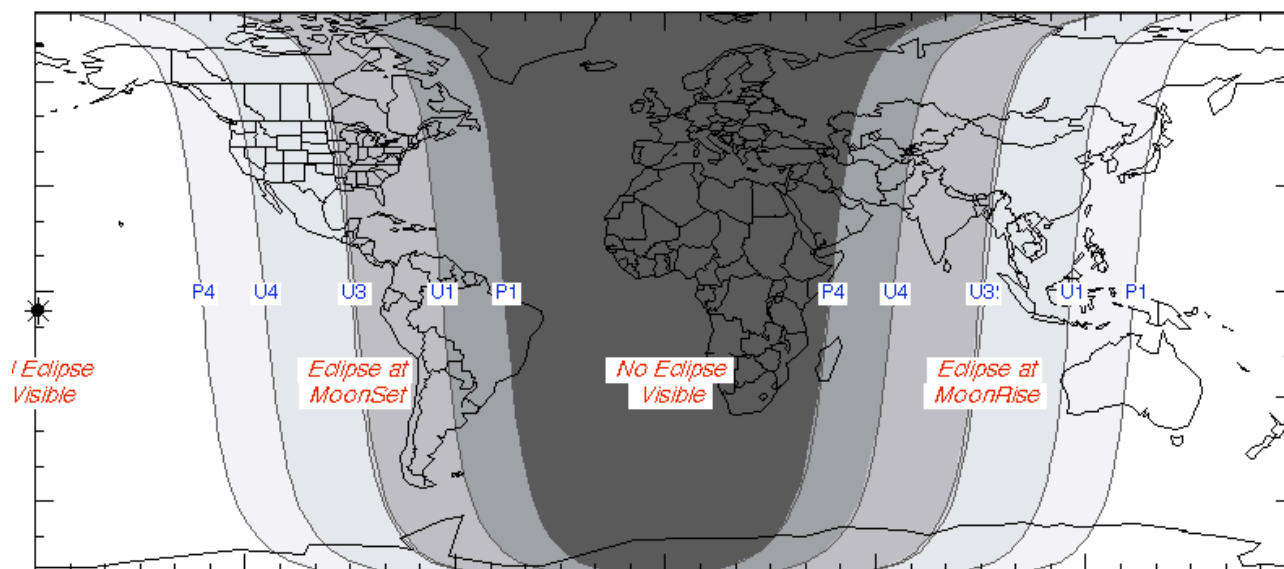 P4 U4 U3 U1 P1 P4 U4 U3 U1 P1
l Eclipse
Visible
Eclipse at
MoonSet
No Eclipse
Visible
Eclipse at
MoonRise